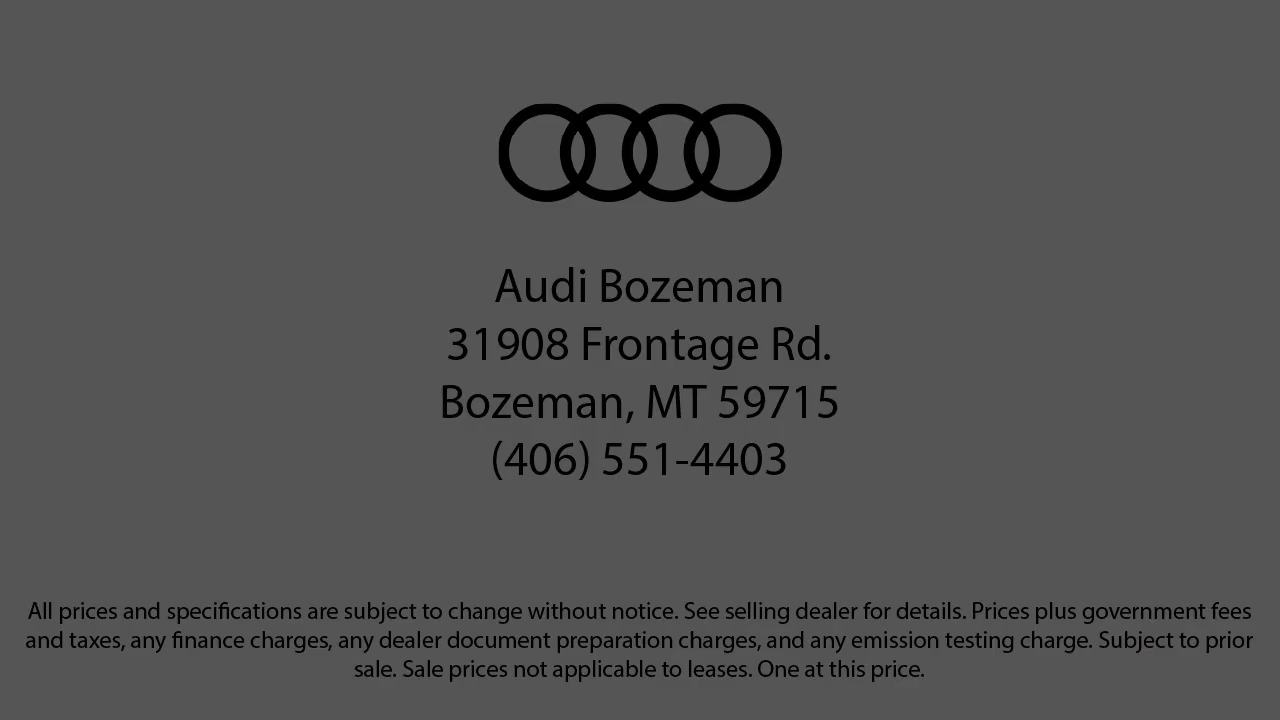 Audi Bozeman
31908 Frontage Rd.
Bozeman, MT 59715
(406) 551-4403
All prices and specifications are subject to change without notice. See selling dealer for details. Prices plus government fees
and taxes, any finance charges, any dealer document preparation charges, and any emission testing charge. Subject to prior
sale. Sale prices not applicable to leases. One at this price.